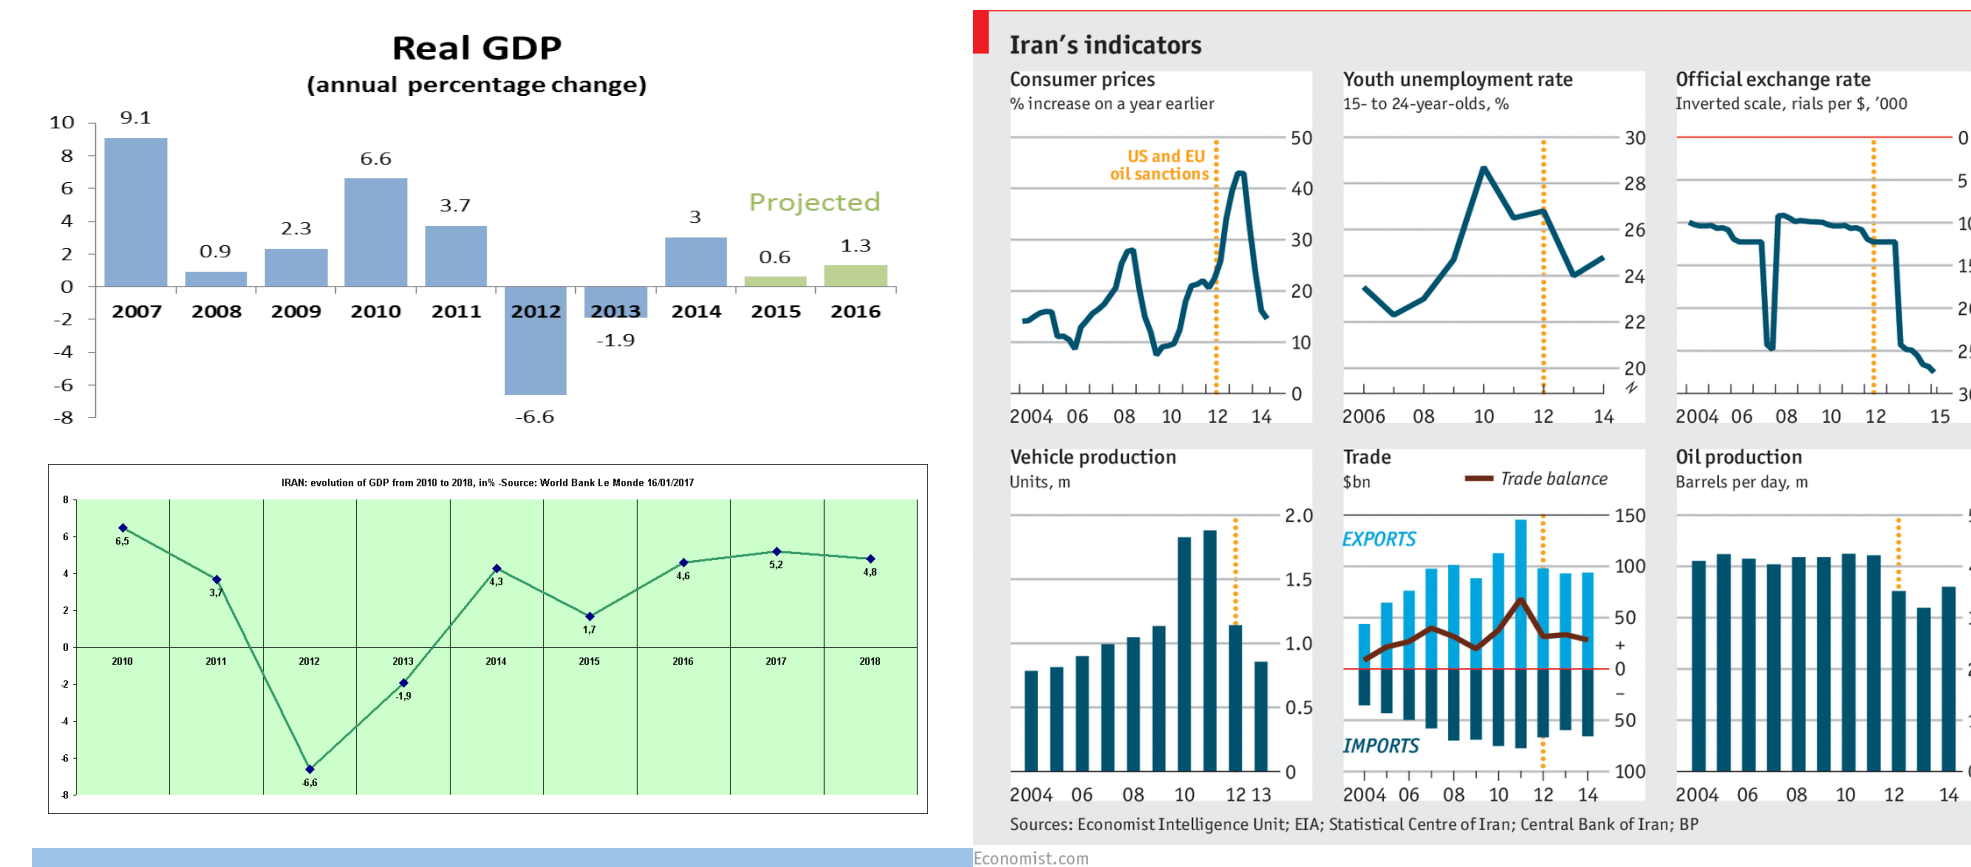 Real GDP
(annual percentage change)
10
8
6
4
2
0
-2
-4
-6
-8
9.1
0.9
2.3
6.6
3.7
-6.6
-1.9
3
0.6
1.3
Projected
2007 2008 2009 2010 2011 2012 2013 2014 2015 2016
IRAN: evolution of GDP from 2010 to 2018, in% -Source: World Bank Le Monde 16/01/2017
8
6
4
2
0
-2
-4
-6
-8
6,5
3,7
-6,6
-1,9
4,3
1,7
4,6
5,2
4,8
2010 2011 2012 2013 2014 2015 2016 2017 2018
Iran's indicators
Consumer prices
% increase on a year earlier
US and EU
oil sanctions
50
40
30
20
10
0
2004 06 08 10 12 14
Youth unemployment rate
15- to 24-year-olds, %
30
28
26
24
22
20
2006 08 10 12 14
Official exchange rate
Inverted scale, rials per $, '000
0
5
2004 06 08 10 12 15
Vehicle production
Units, m
2.0
1.5
1.0
0.5
0
2004 06 08 10 12 13
Trade
$bn
Trade balance
EXPORTS
IMPORTS
150
100
50
+
0
–
50
100
2004 06 08 10 12 14
Oil production
Barrels per day, m
2004 06 08 10 12 14
Sources: Economist Intelligence Unit; EIA; Statistical Centre of Iran; Central Bank of Iran; BP
Economist.com